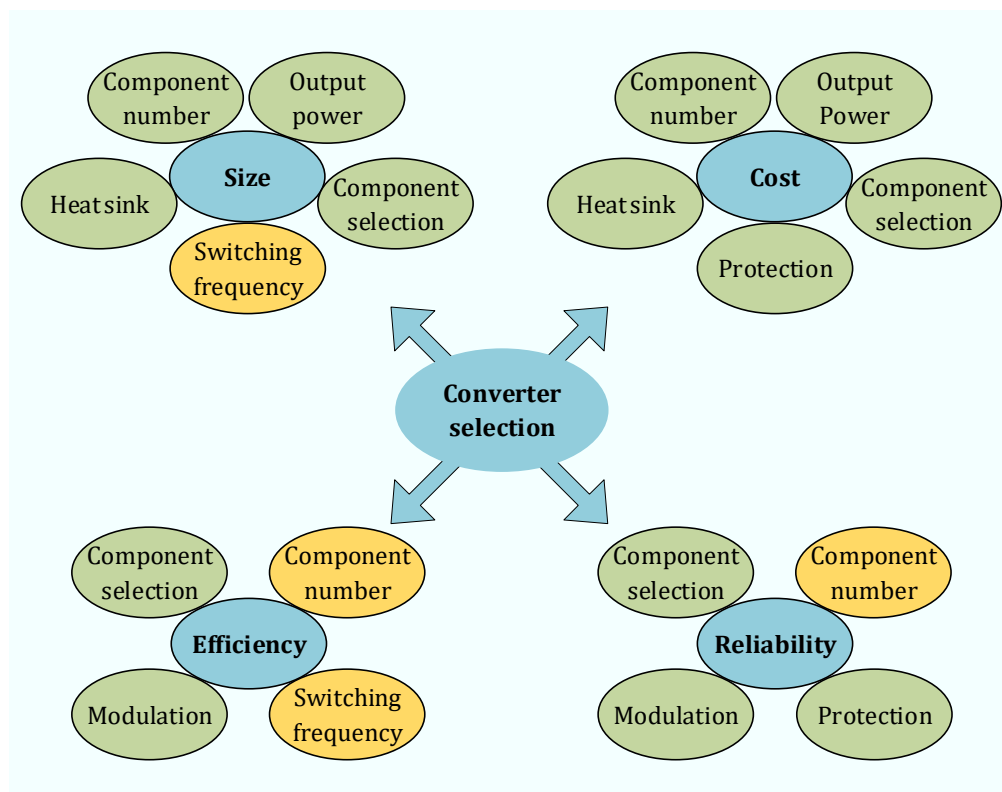 Component
number
Output
power
Size
Heat sink
Component
selection
Switching
frequency
Component
number
Output
Power
Cost
Heat sink
Component
selection
Protection
Converter
selection
Component
selection
Component
number
Efficiency
Modulation
Switching
frequency
Component
selection
Component
number
Reliability
Modulation
Protection